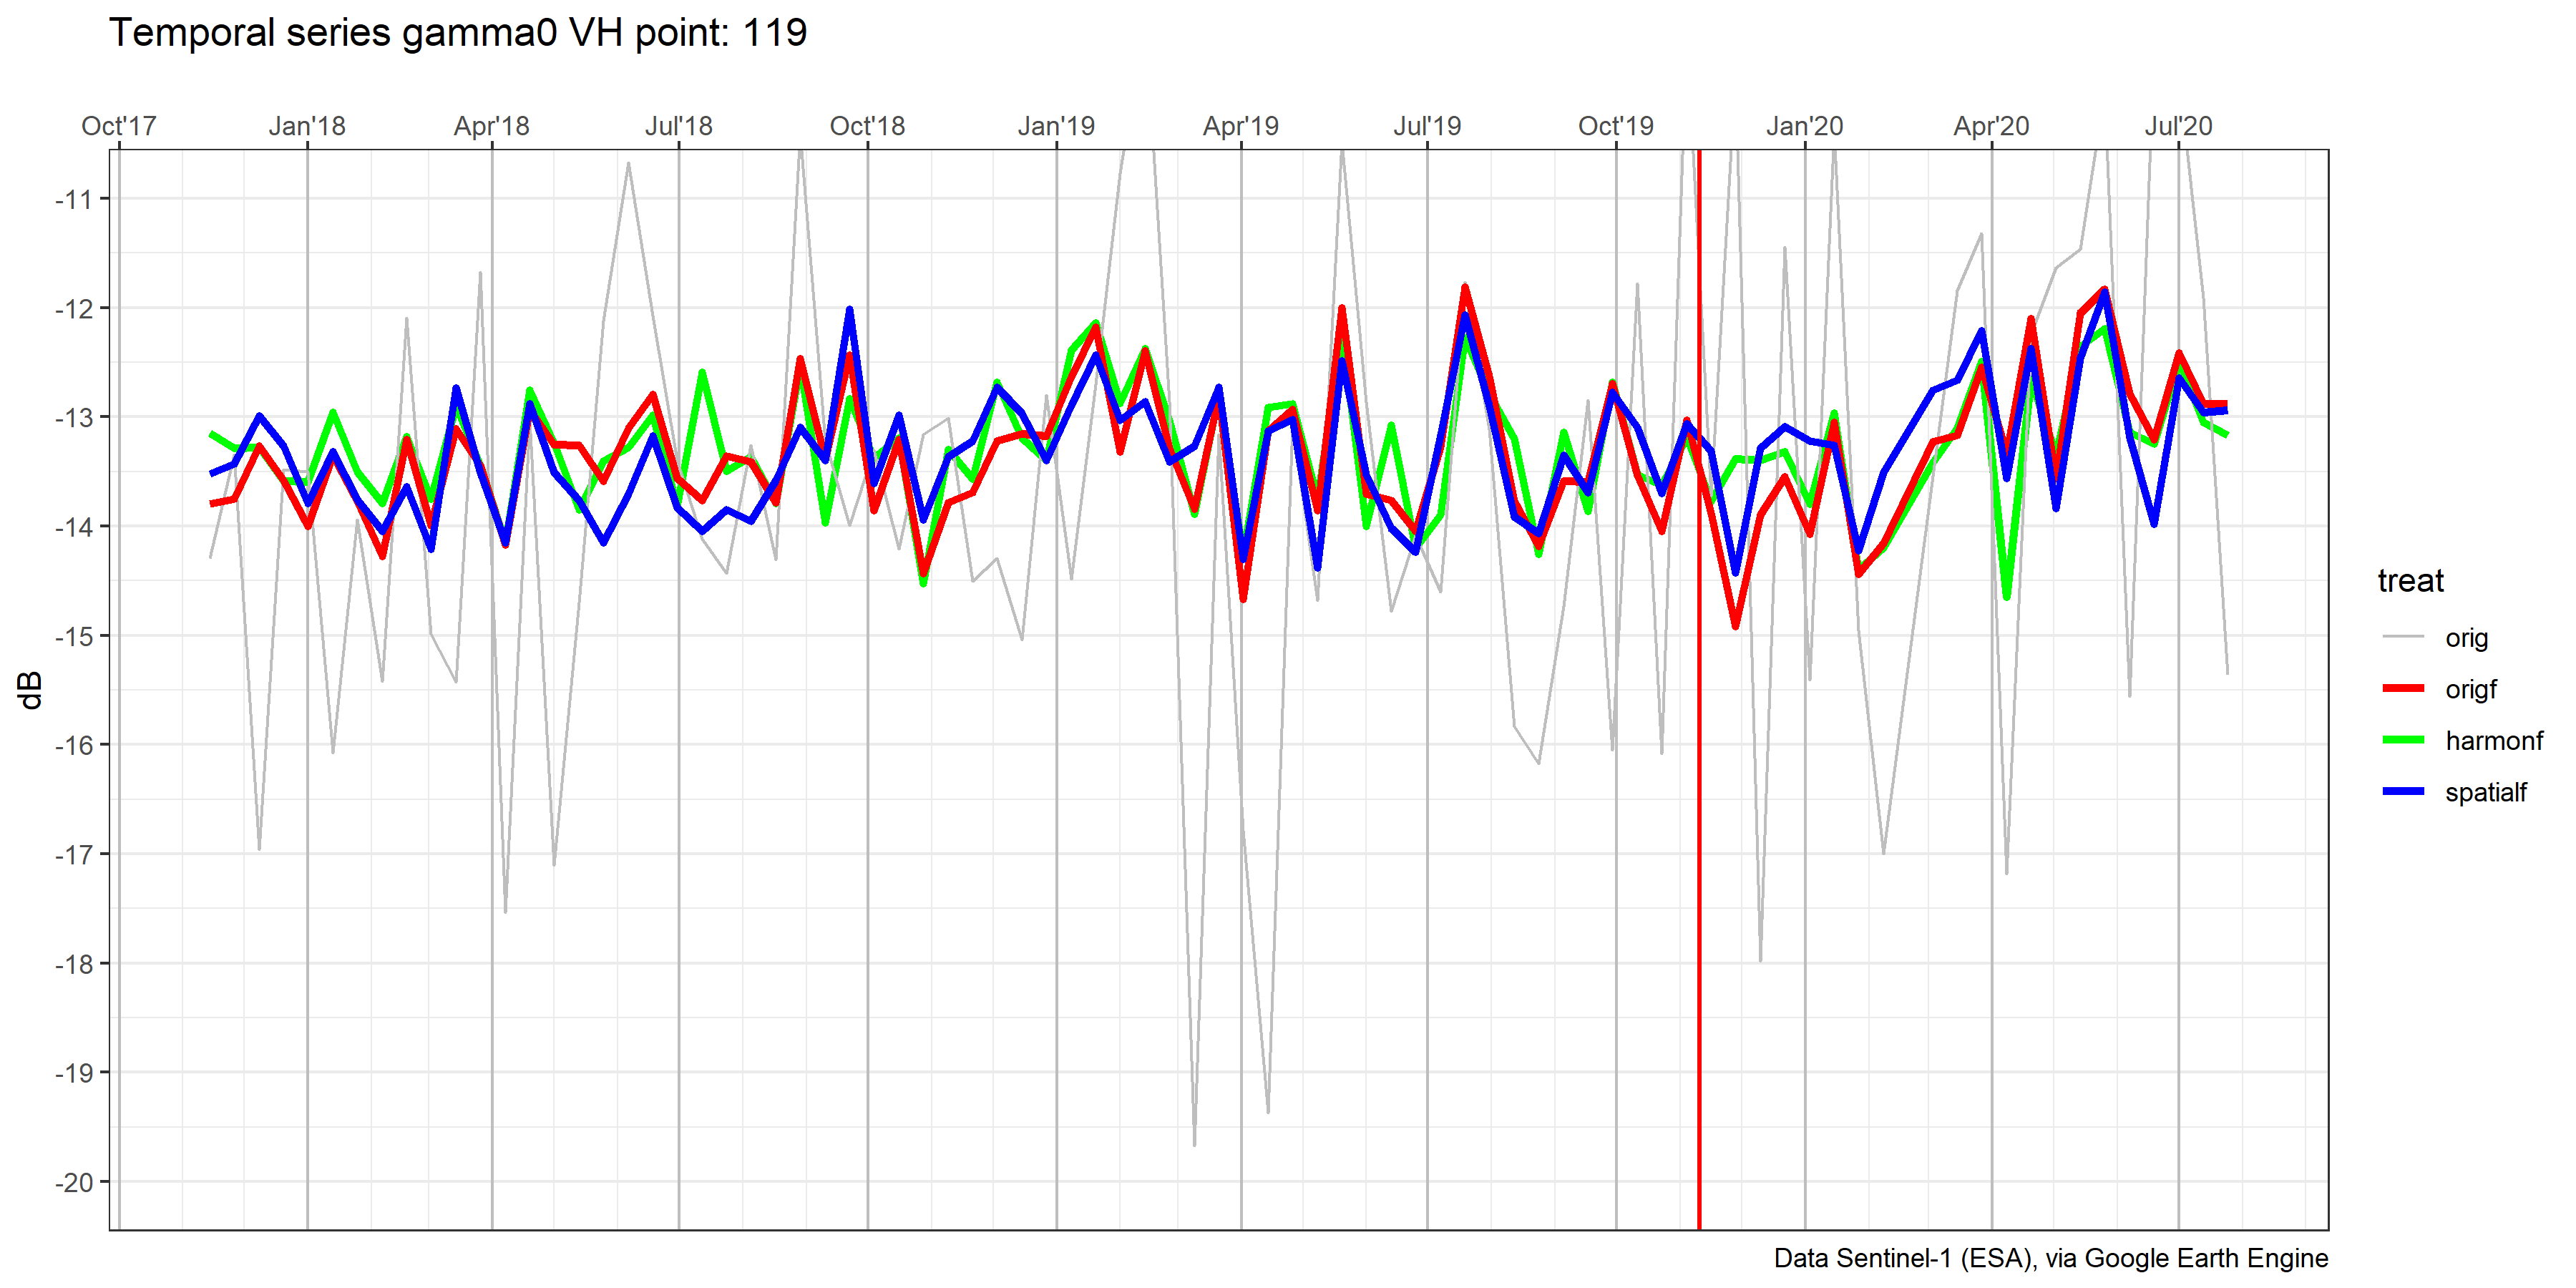 Temporal series gamma0 VH point: 119
Oct'17 Jan'18 Apr'18 Jul'18 Oct'18 Jan'19 Apr'19 Jul'19 Oct'19 Jan'20 Apr'20 Jul'20
-11
-12
-13
-14
-15
-16
-17
-18
-19
-20
dB
treat
orig
origf
harmonf
spatialf
Data Sentinel-1 (ESA), via Google Earth Engine